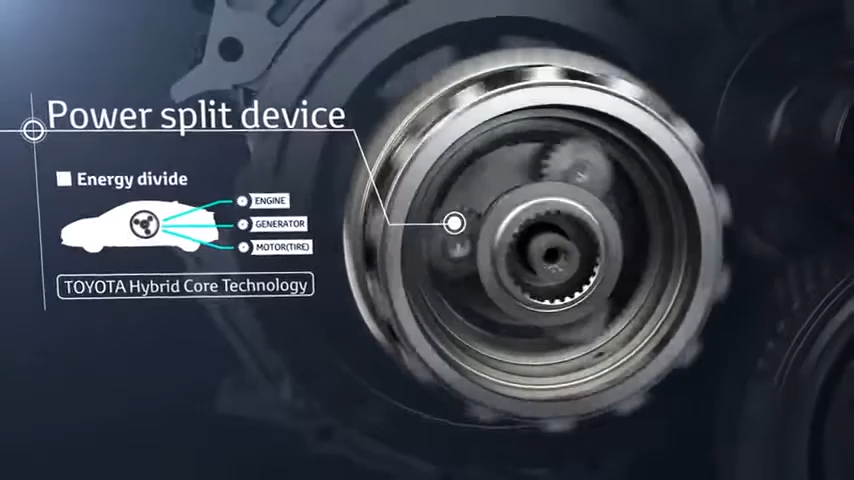 Power split device
Energy divide
ENGINE
GENERATOR
MOTOR(TIRE)
TOYOTA Hybrid Core Technology